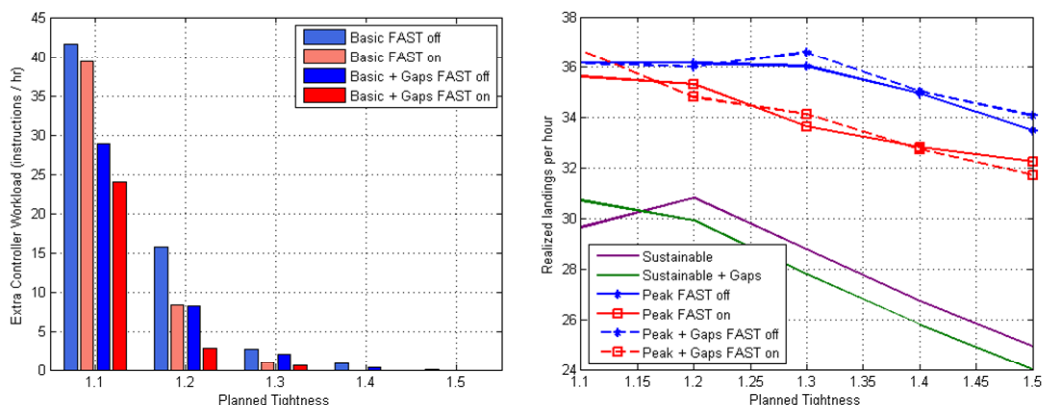 45
40
35
30
25
20
15
10
5
0
Extra Controller Workload (instructions / hr)
Basic FAST off
Basic FAST on
Basic + Gaps FAST off
Basic + Gaps FAST on
1.1 1.2 1.3 1.4 1.5
Planned Tightness
38
36
34
32
30
28
26
24
Realized landings per hour
Sustainable
Sustainable + Gaps
Peak FAST off
Peak FAST on
Peak + Gaps FAST off
Peak + Gaps FAST on
1.1 1.15 1.2 1.25 1.3 1.35 1.4 1.45 1.5
Planned Tightness